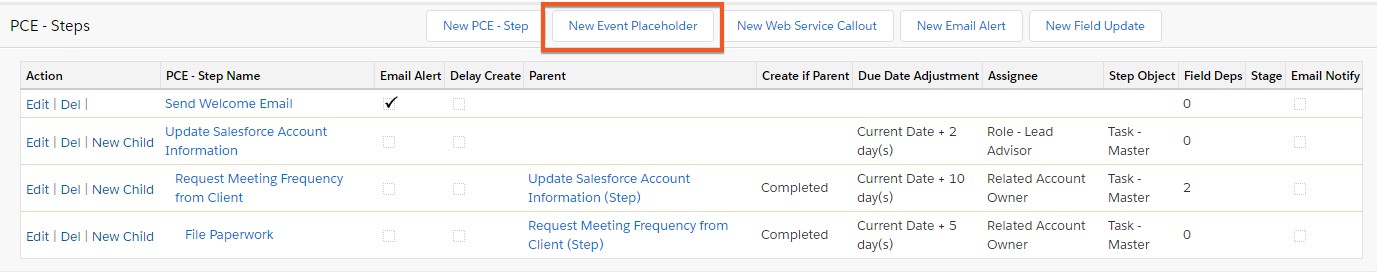 PCE - Steps New PCE - Step New Event Placeholder New Web Service Callout New Email Alert New Field Update
Action PCE - Step Name Email Alert Delay Create Parent Create if Parent Due Date Adjustment Assignee Step Object Field Deps Stage Email Notify
Edit | Del | Send Welcome Email 0
Edit | Del | New Child Update Salesforce Account Information Current Date + 2 day(s) Role - Lead Advisor Task - Master 0
Edit | Del | New Child Request Meeting Frequency from Client Update Salesforce Account Information (Step) Completed Current Date + 10 day(s) Related Account Owner Task - Master 2
Edit | Del | New Child File Paperwork Request Meeting Frequency from Client (Step) Completed Current Date + 5 day(s) Related Account Owner Task - Master 0